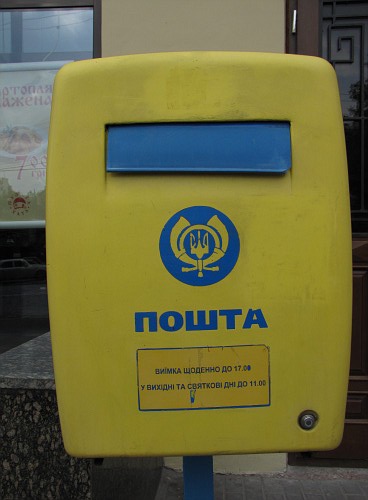 ПОШТА
ВИЇМКА ЩОДЕННО ДО 17.00
У ВИХІДНІ ТА СВЯТКОВІ ДНІ ДО 11.00